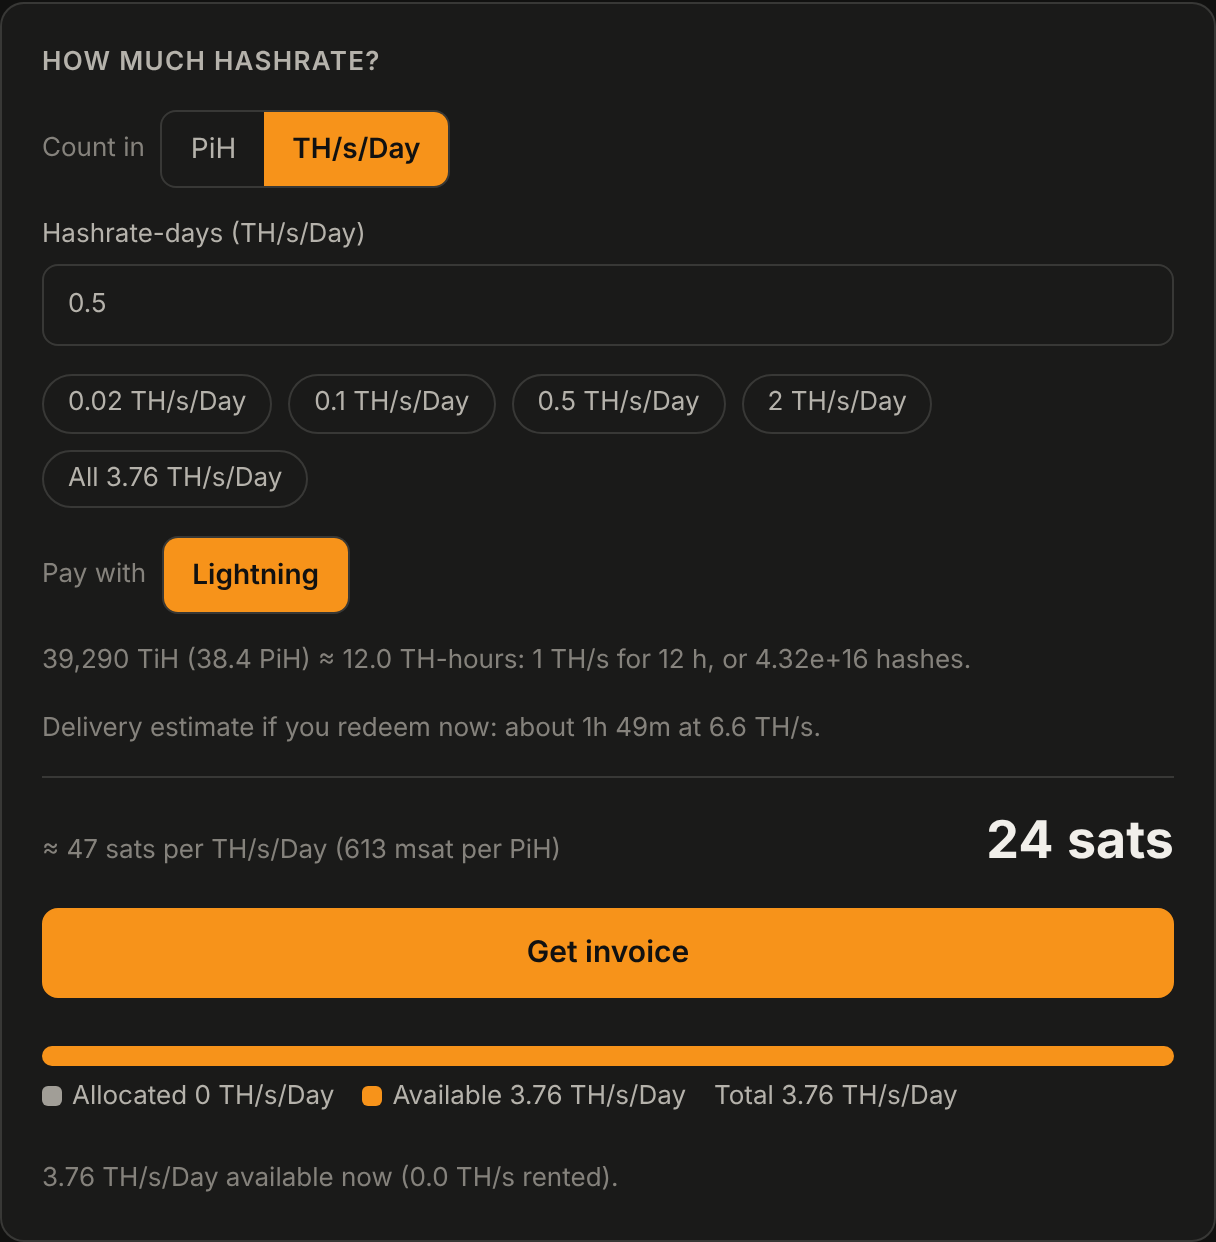 HOW MUCH HASHRATE?
Count in PiH TH/s/Day
Hashrate-days (TH/s/Day)
0.5
0.02 TH/s/Day 0.1 TH/s/Day 0.5 TH/s/Day 2 TH/s/Day
All 3.76 TH/s/Day
Pay with Lightning
39,290 TiH (38.4 PiH) ≈ 12.0 TH-hours: 1 TH/s for 12 h, or 4.32e+16 hashes.
Delivery estimate if you redeem now: about 1h 49m at 6.6 TH/s.
≈ 47 sats per TH/s/Day (613 msat per PiH) 24 sats
Get invoice
Allocated 0 TH/s/Day Available 3.76 TH/s/Day Total 3.76 TH/s/Day
3.76 TH/s/Day available now (0.0 TH/s rented).